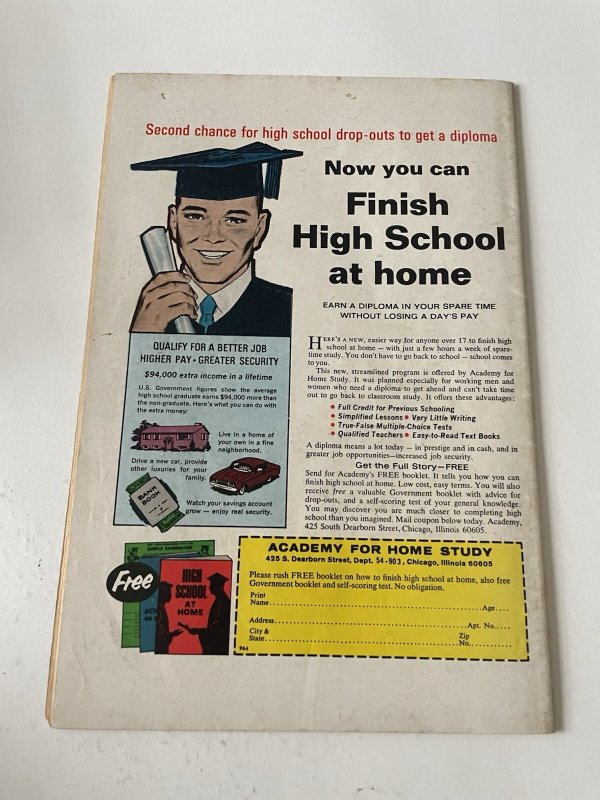 Second chance for high school drop-outs to get a diploma
Now you can
Finish
High School
at home
EARN A DIPLOMA IN YOUR SPARE TIME
WITHOUT LOSING A DAY'S PAY
QUALIFY FOR A BETTER JOB
HIGHER PAY • GREATER SECURITY
$94,000 extra income in a lifetime
U.S. Government figures show the average
high school graduate earns $94,000 more than
the non-graduate. Here's what you can do with
the extra money:
Live in a home of
your own in a fine
neighborhood.
Drive a new car, provide
other luxuries for your
family.
BANK
BOOK
Watch your savings account
grow — enjoy real security.
HERE'S A NEW, easier way for anyone over 17 to finish high
school at home — with just a few hours a week of spare-
time study. You don't have to go back to school — school comes
to you.
This new, streamlined program is offered by Academy for
Home Study. It was planned especially for working men and
women who need a diploma to get ahead and can't take time
out to go back to classroom study. It offers these advantages:
• Full Credit for Previous Schooling
• Simplified Lessons • Very Little Writing
• True-False Multiple-Choice Tests
• Qualified Teachers • Easy-to-Read Text Books
A diploma means a lot today — in prestige and in cash, and in
greater job opportunities—increased job security.
Get the Full Story—FREE
Send for Academy's FREE booklet. It tells you how you can
finish high school at home. Low cost, easy terms. You will also
receive free a valuable Government booklet with advice for
drop-outs, and a self-scoring test of your general knowledge.
You may discover you are much closer to completing high
school than you imagined. Mail coupon below today. Academy,
425 South Dearborn Street, Chicago, Illinois 60605.
Free
SAMPLE EXAMINATION
HIGH
SCHOOL
AT
HOME
ACADEMY FOR HOME STUDY
425 S. Dearborn Street, Dept. 54-903, Chicago, Illinois 60605
Please rush FREE booklet on how to finish high school at home, also free
Government booklet and self-scoring test. No obligation.
Print
Name.......... Age....
Address.......... Apt. No.....
City &
State.......... Zip
No..........
964